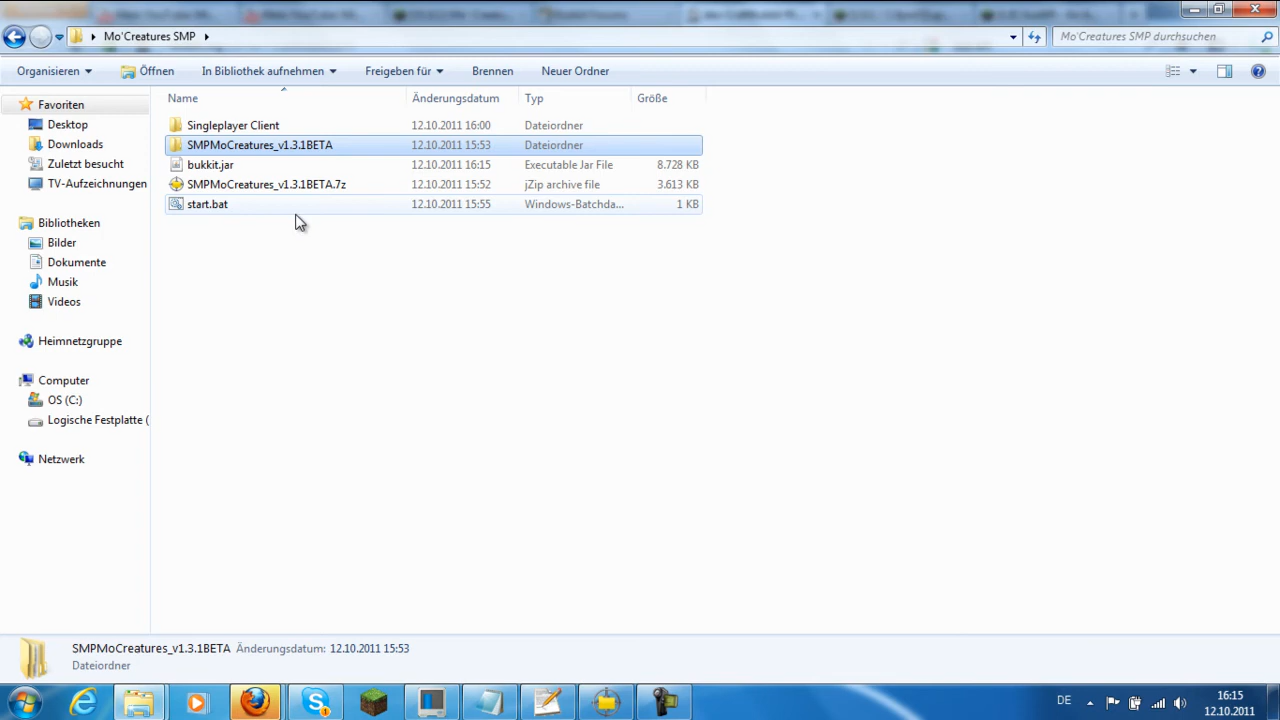 Mo'Creatures SMP
Mo'Creatures SMP durchsuchen
Organisieren Öffnen In Bibliothek aufnehmen Freigeben für Brennen Neuer Ordner
Favoriten
Desktop
Downloads
Zuletzt besucht
TV-Aufzeichnungen
Bibliotheken
Bilder
Dokumente
Musik
Videos
Heimnetzgruppe
Computer
OS (C:)
Logische Festplatte (
Netzwerk
Name Änderungsdatum Typ Größe
Singleplayer Client 12.10.2011 16:00 Dateiordner
SMPMoCreatures_v1.3.1BETA 12.10.2011 15:53 Dateiordner
bukkit.jar 12.10.2011 16:15 Executable Jar File 8.728 KB
SMPMoCreatures_v1.3.1BETA.7z 12.10.2011 15:52 jZip archive file 3.613 KB
start.bat 12.10.2011 15:55 Windows-Batchda... 1 KB
SMPMoCreatures_v1.3.1BETA Änderungsdatum: 12.10.2011 15:53
Dateiordner
DE
16:15
12.10.2011